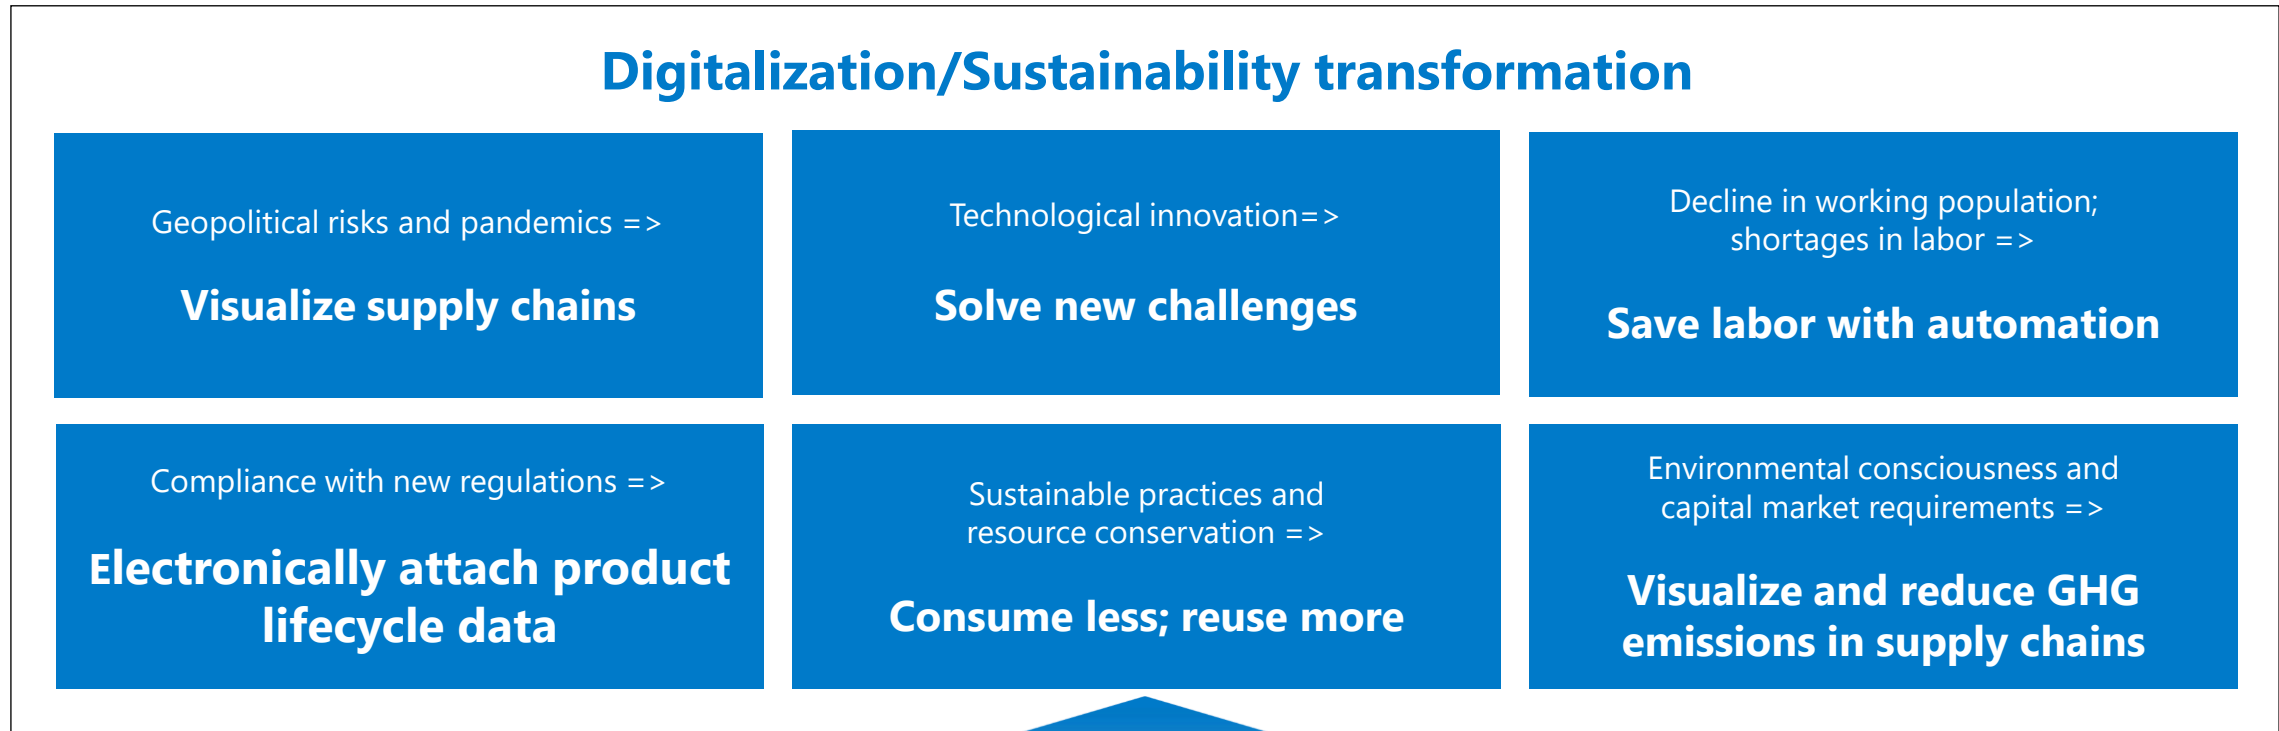 Digitalization/Sustainability transformation
Geopolitical risks and pandemics =>
Visualize supply chains
Technological innovation=>
Solve new challenges
Decline in working population;
shortages in labor =>
Save labor with automation
Compliance with new regulations =>
Electronically attach product
lifecycle data
Sustainable practices and
resource conservation =>
Consume less; reuse more
Environmental consciousness and
capital market requirements =>
Visualize and reduce GHG
emissions in supply chains